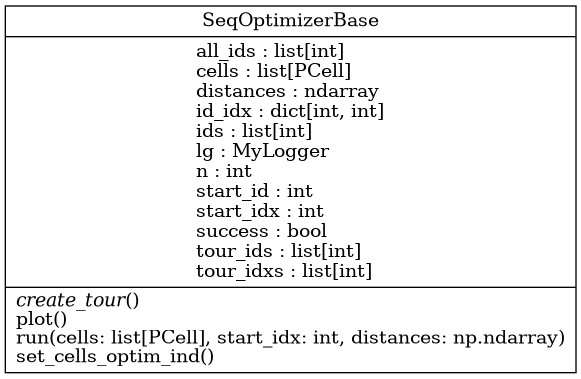 SeqOptimizerBase
all_ids : list[int]
cells : list[PCell]
distances : ndarray
id_idx : dict[int, int]
ids : list[int]
lg : MyLogger
n : int
start_id : int
start_idx : int
success : bool
tour_ids : list[int]
tour_idxs : list[int]
create_tour()
plot()
run(cells: list[PCell], start_idx: int, distances: np.ndarray)
set_cells_optim_ind()